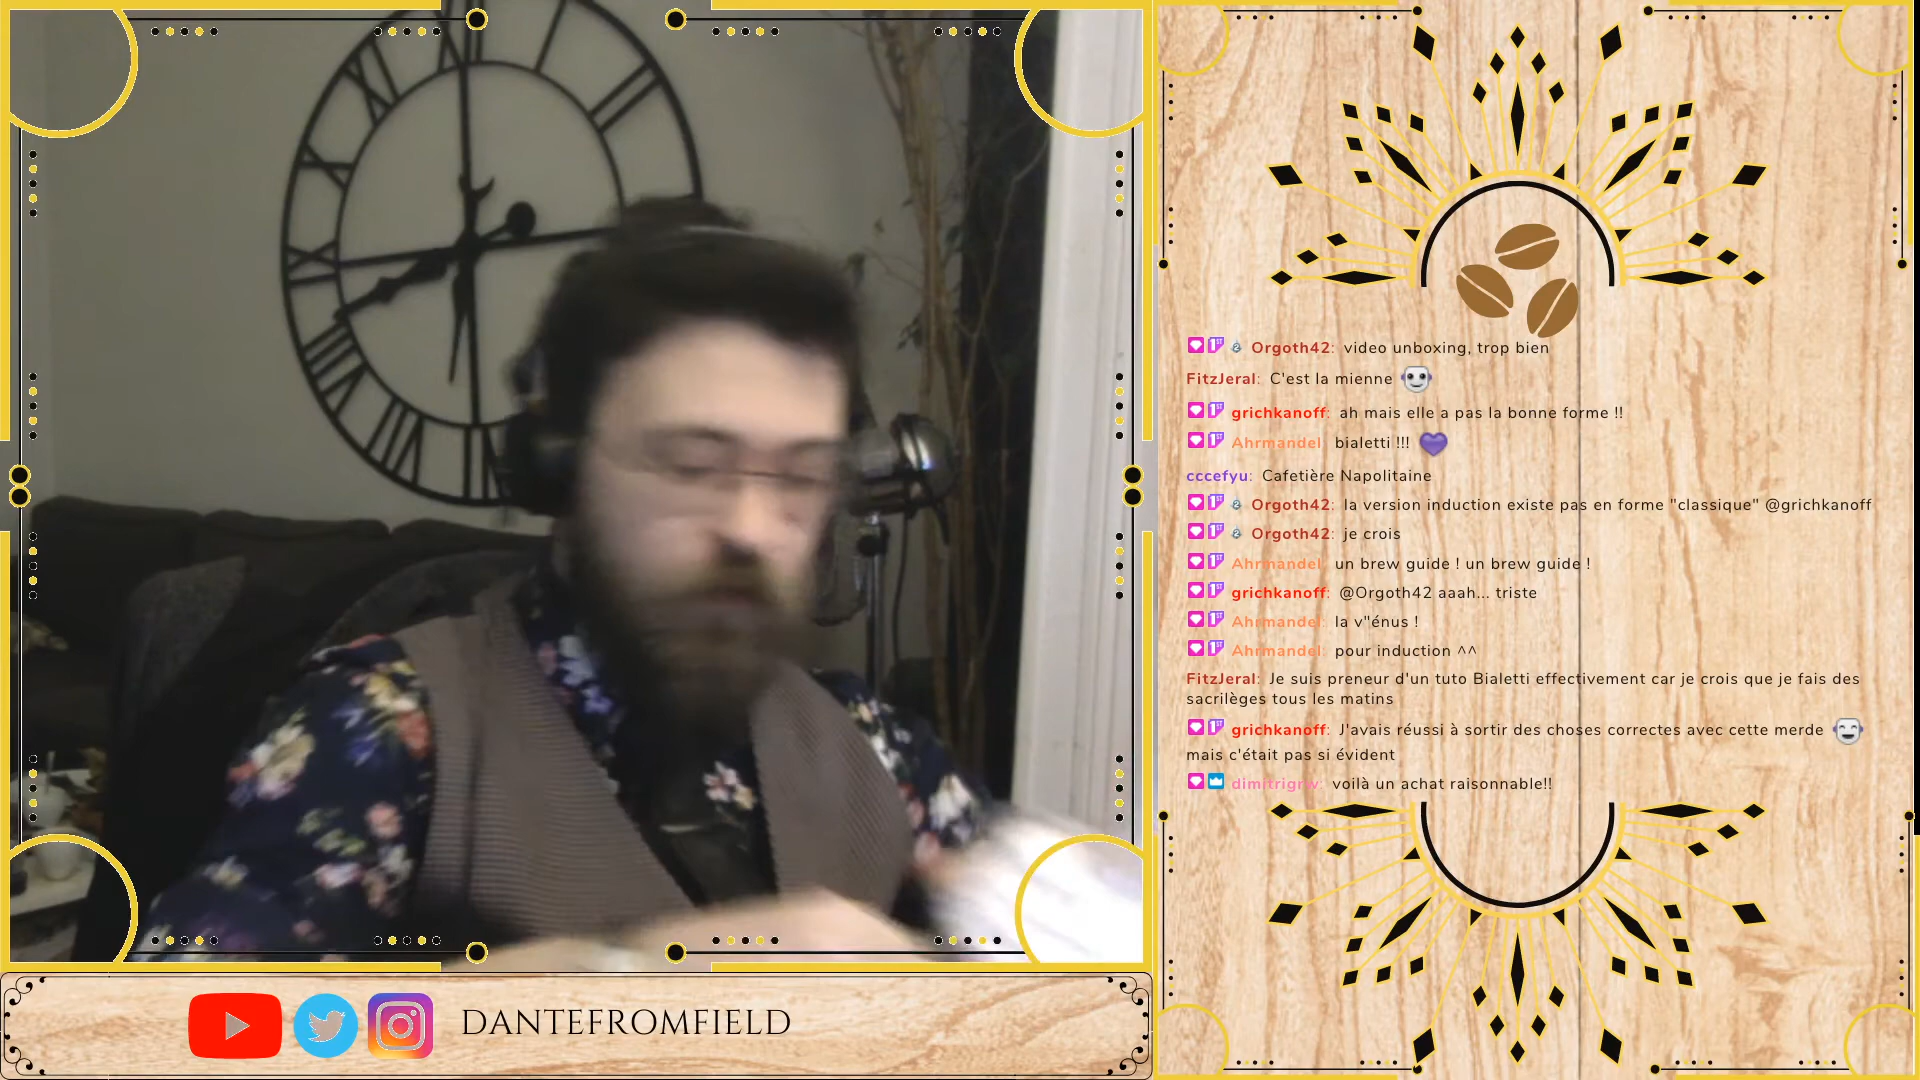 Orgoth42: video unboxing, trop bien
FitzJeral: C'est la mienne
grichkanoff: ah mais elle a pas la bonne forme !!
Ahrmandel: bialetti !!!
cccefyu: Cafetière Napolitaine
Orgoth42: la version induction existe pas en forme "classique" @grichkanoff
Orgoth42: je crois
Ahrmandel: un brew guide ! un brew guide !
grichkanoff: @Orgoth42 aaah... triste
Ahrmandel: la v"énus !
Ahrmandel: pour induction ^^
FitzJeral: Je suis preneur d'un tuto Bialetti effectivement car je crois que je fais des
sacrilèges tous les matins
grichkanoff: J'avais réussi à sortir des choses correctes avec cette merde
mais c'était pas si évident
dimitrigrw: voilà un achat raisonnable!!
DANTEFROMFIELD